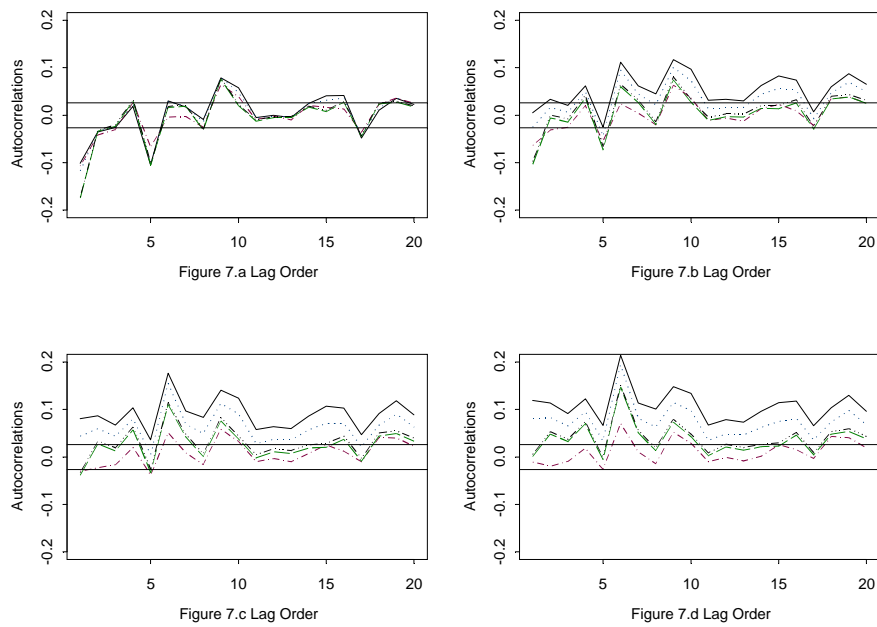 Autocorrelations
0.2
0.1
0.0
-0.1
-0.2
5 10 15 20
Figure 7.a Lag Order
Autocorrelations
0.2
0.1
0.0
-0.1
-0.2
5 10 15 20
Figure 7.b Lag Order
Autocorrelations
0.2
0.1
0.0
-0.1
-0.2
5 10 15 20
Figure 7.c Lag Order
Autocorrelations
0.2
0.1
0.0
-0.1
-0.2
5 10 15 20
Figure 7.d Lag Order